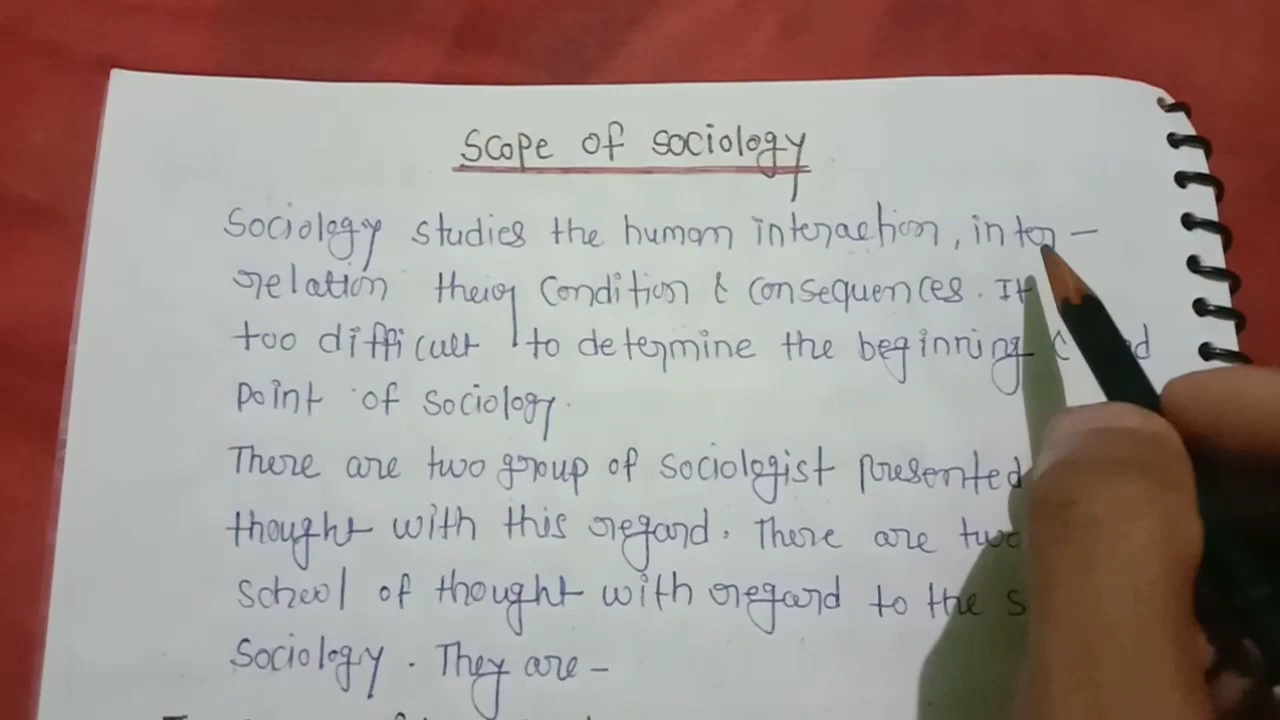 Scope of sociology
Sociology studies the human interaction, inter-
relation their condition & consequences. It
too difficult to determine the beginning
point of sociology.
There are two group of sociologist presented
thought with this regard. There are two
school of thought with regard to the
sociology. They are -